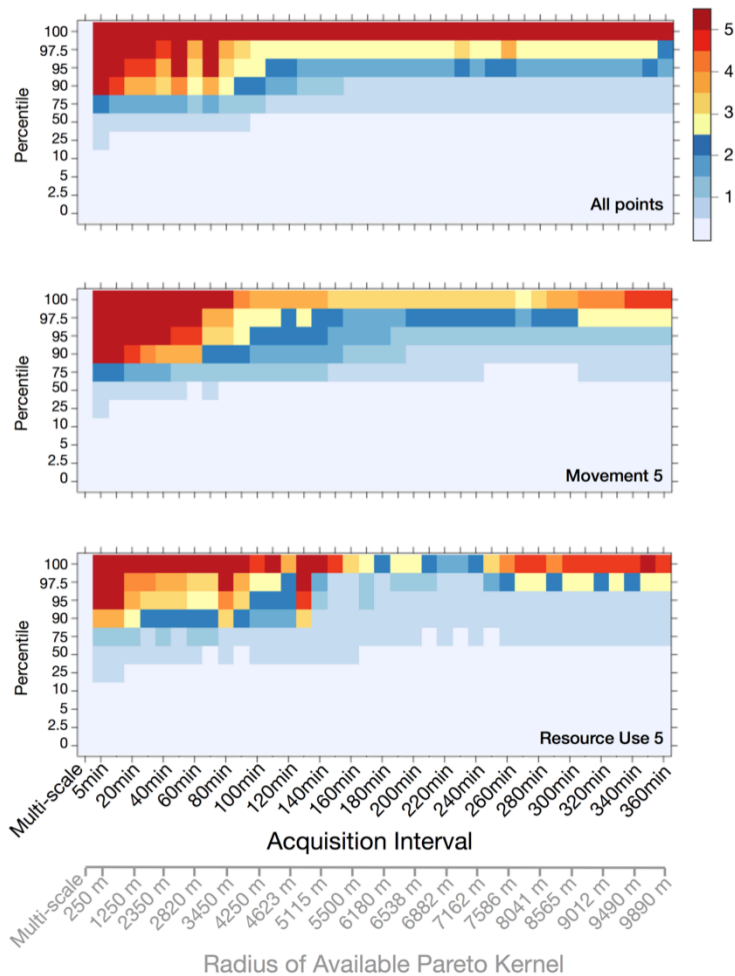 100
97.5
95
90
75
50
25
10
5
2.5
0
Percentile
All points
5
4
3
2
1
100
97.5
95
90
75
50
25
10
5
2.5
0
Percentile
Movement 5
100
97.5
95
90
75
50
25
10
5
2.5
0
Percentile
Resource Use 5
Multi-scale
5min
20min
40min
60min
80min
100min
120min
140min
160min
180min
200min
220min
240min
260min
280min
300min
320min
340min
360min
Acquisition Interval
Multi-scale
250 m
1250 m
2350 m
2820 m
3450 m
4250 m
4623 m
5115 m
5500 m
6180 m
6538 m
6882 m
7162 m
7586 m
8041 m
8565 m
9012 m
9490 m
9890 m
Radius of Available Pareto Kernel